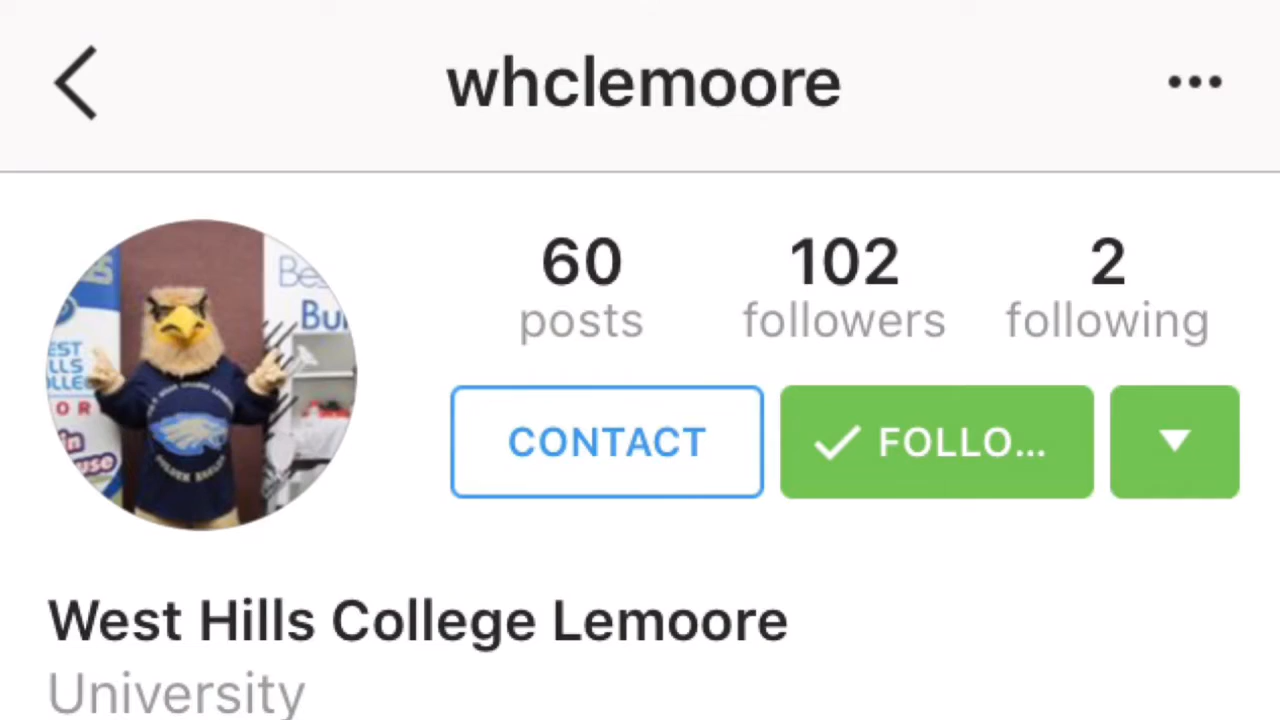 whclemoore
60 102 2
posts followers following
CONTACT FOLLO...
West Hills College Lemoore
University